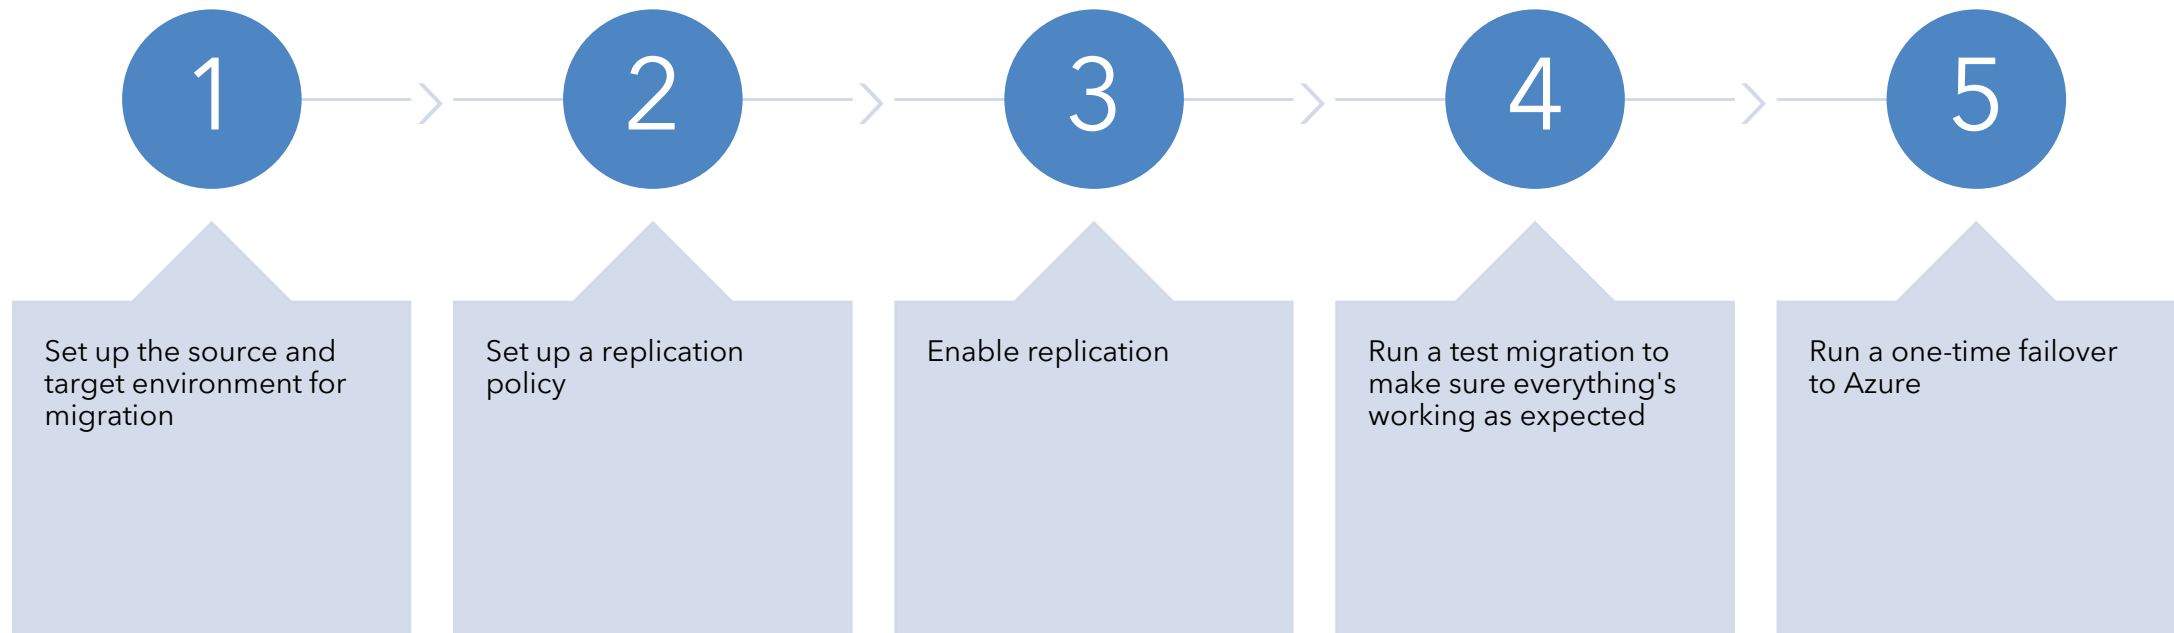 1
2
3
4
5
Set up the source and
target environment for
migration
Set up a replication
policy
Enable replication
Run a test migration to
make sure everything's
working as expected
Run a one-time failover
to Azure